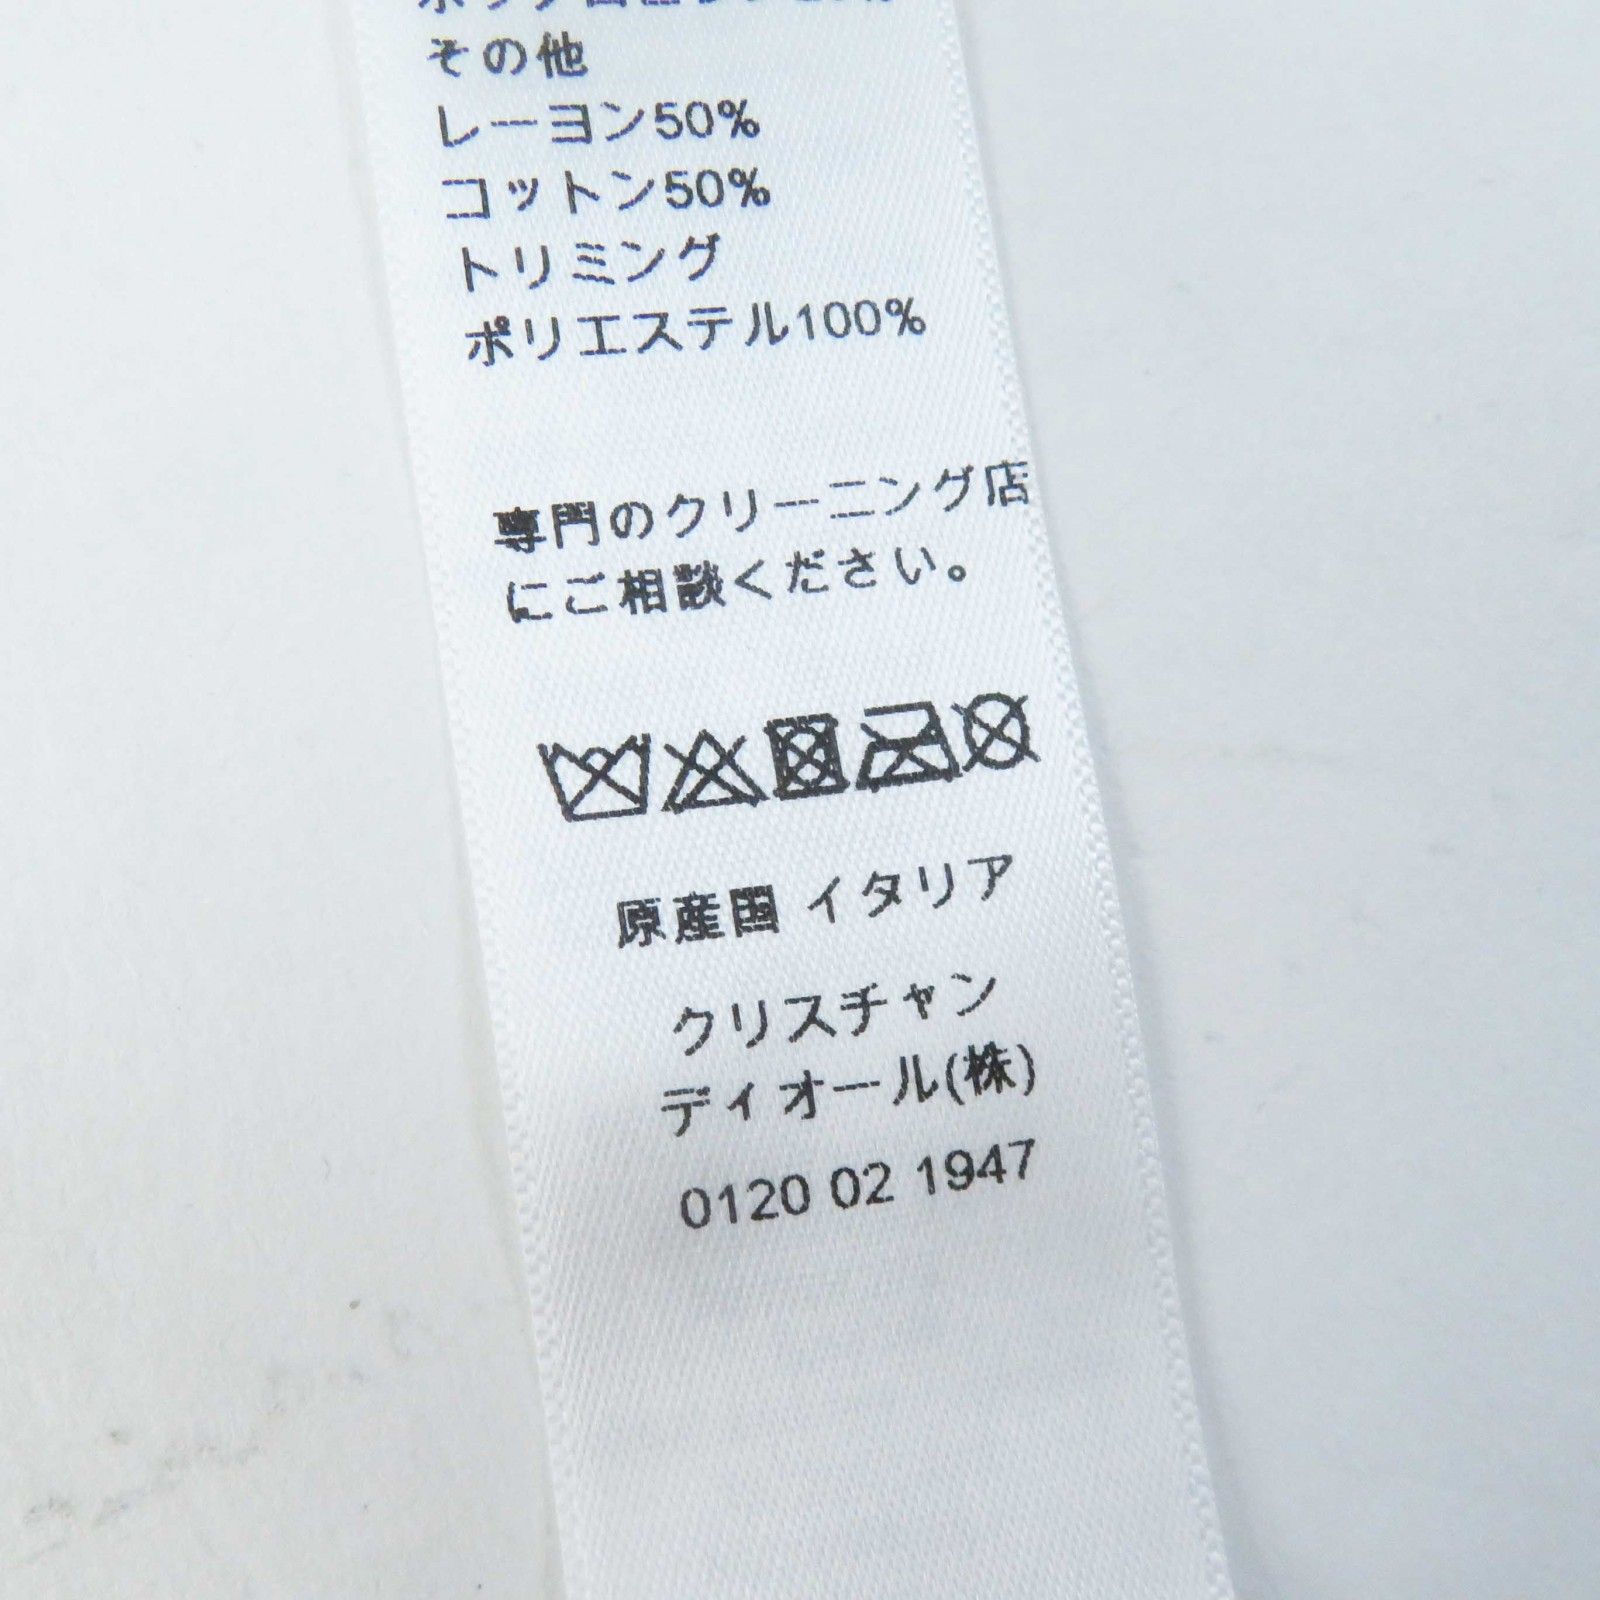 その他
レーヨン50%
コットン50%
トリミング
ポリエステル100%
専門のクリーニング店
にご相談ください。
原産国 イタリア
クリスチャン
ディオール(株)
0120 02 1947